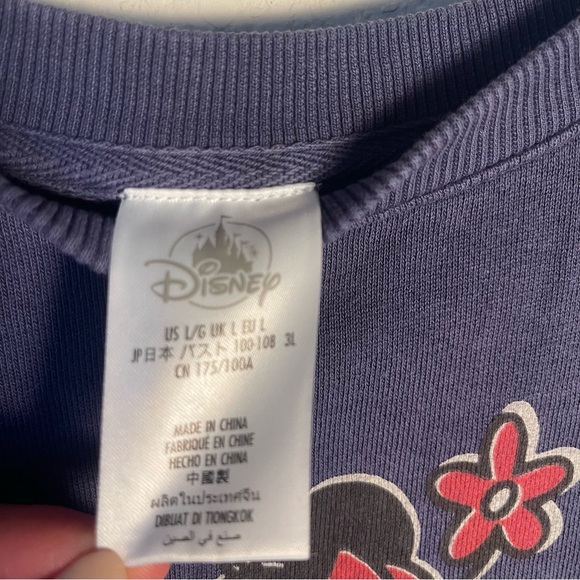 Disney
US L/G UK L EU L
JP日本 バスト 100-108 3L
CN 175/100A
MADE IN CHINA
FABRIQUÉ EN CHINE
HECHO EN CHINA
中國製
ผลิตในประเทศจีน
DIBUAT DI TIONGKOK
صنع في الصين